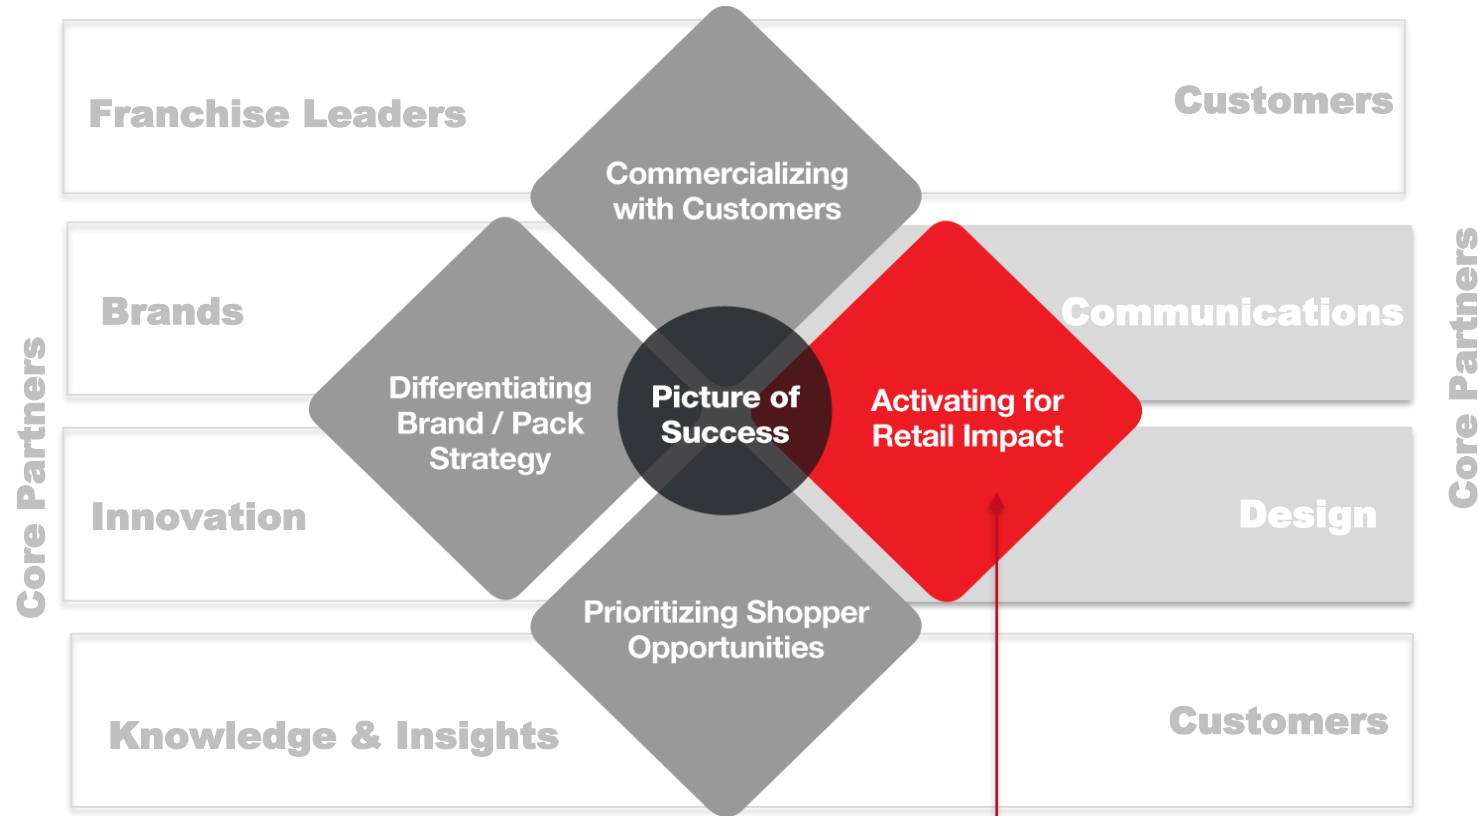 Franchise Leaders
Customers
Commercializing
with Customers
Brands
Communications
Core Partners
Core Partners
Differentiating
Brand / Pack
Strategy
Picture of
Success
Activating for
Retail Impact
Innovation
Design
Prioritizing Shopper
Opportunities
Knowledge & Insights
Customers